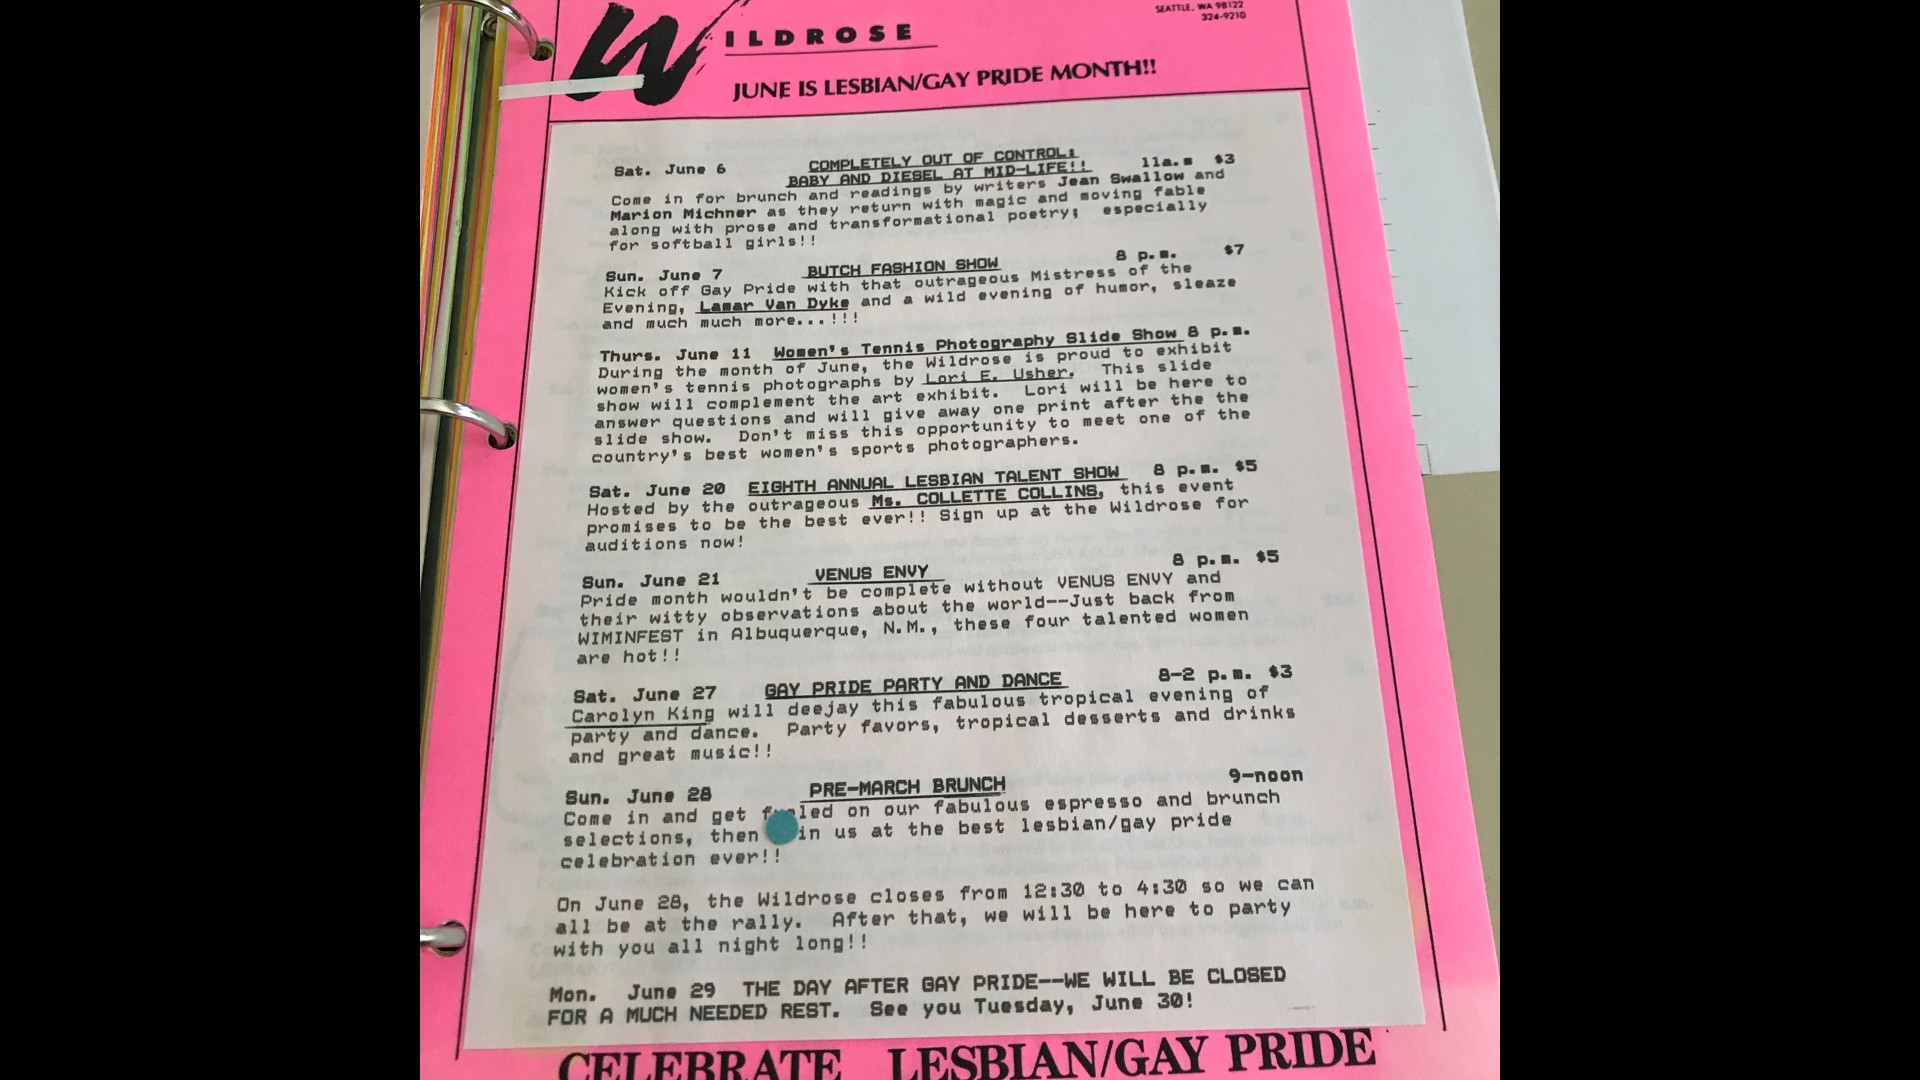 SEATTLE, WA 98122
324-9210
WILDROSE
JUNE IS LESBIAN/GAY PRIDE MONTH!!
Sat. June 6 COMPLETELY OUT OF CONTROL: 11a.m $3
BABY AND DIESEL AT MID-LIFE!!
Come in for brunch and readings by writers Jean Swallow and
Marion Michner as they return with magic and moving fable
along with prose and transformational poetry; especially
for softball girls!!
Sun. June 7 BUTCH FASHION SHOW 8 p.m. $7
Kick off Gay Pride with that outrageous Mistress of the
Evening, Lamar Van Dyke and a wild evening of humor, sleaze
and much much more...!!!
Thurs. June 11 Women's Tennis Photography Slide Show 8 p.m.
During the month of June, the Wildrose is proud to exhibit
women's tennis photographs by Lori E. Usher. This slide
show will complement the art exhibit. Lori will be here to
answer questions and will give away one print after the the
slide show. Don't miss this opportunity to meet one of the
country's best women's sports photographers.
Sat. June 20 EIGHTH ANNUAL LESBIAN TALENT SHOW 8 p.m. $5
Hosted by the outrageous Ms. COLLETTE COLLINS, this event
promises to be the best ever!! Sign up at the Wildrose for
auditions now!
Sun. June 21 VENUS ENVY 8 p.m. $5
Pride month wouldn't be complete without VENUS ENVY and
their witty observations about the world--Just back from
WIMINFEST in Albuquerque, N.M., these four talented women
are hot!!
Sat. June 27 GAY PRIDE PARTY AND DANCE 8-2 p.m. $3
Carolyn King will deejay this fabulous tropical evening of
party and dance. Party favors, tropical desserts and drinks
and great music!!
Sun. June 28 PRE-MARCH BRUNCH 9-noon
Come in and get fueled on our fabulous espresso and brunch
selections, then in us at the best lesbian/gay pride
celebration ever!!
On June 28, the Wildrose closes from 12:30 to 4:30 so we can
all be at the rally. After that, we will be here to party
with you all night long!!
Mon. June 29 THE DAY AFTER GAY PRIDE--WE WILL BE CLOSED
FOR A MUCH NEEDED REST. See you Tuesday, June 30!
CELEBRATE LESBIAN/GAY PRIDE